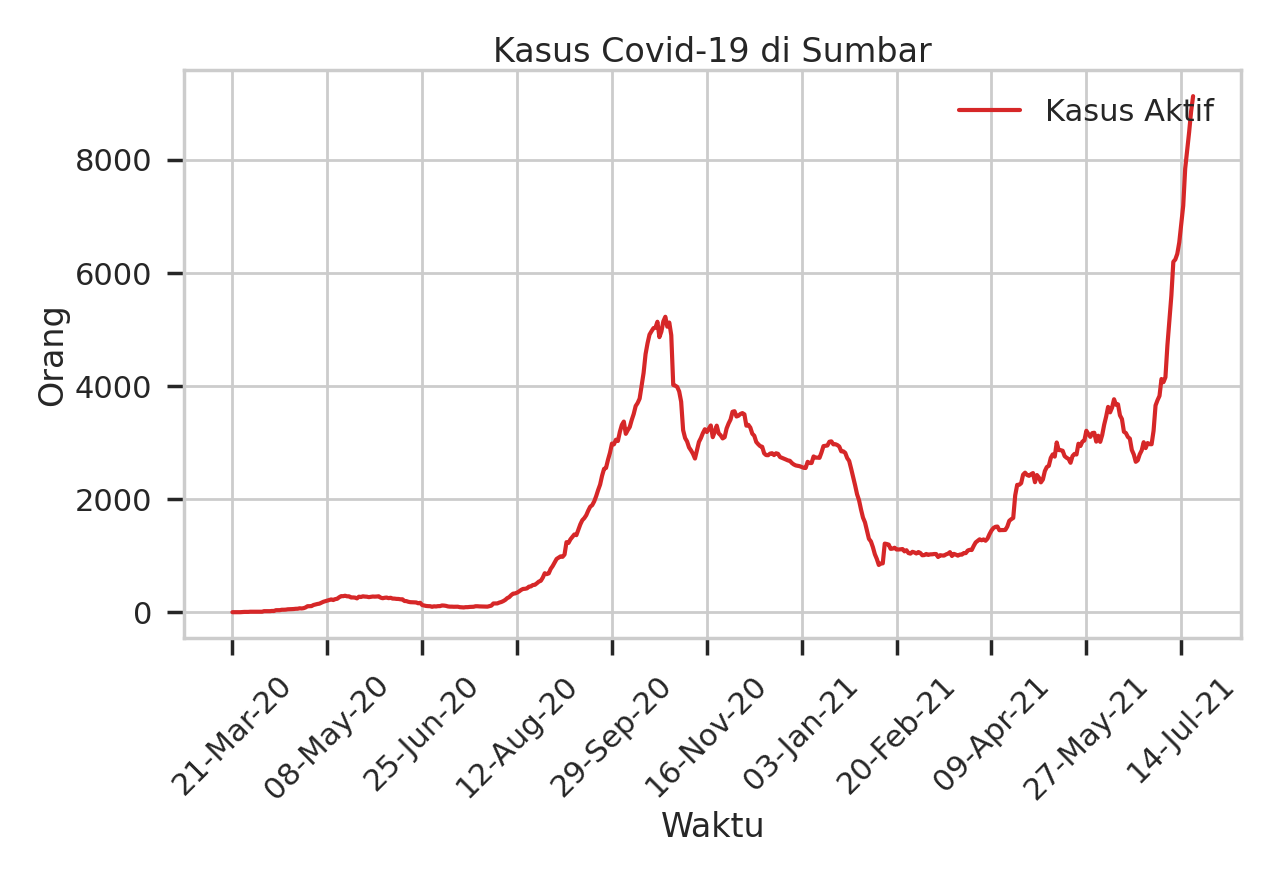 Kasus Covid-19 di Sumbar
Kasus Aktif
Orang
8000
6000
4000
2000
0
21-Mar-20
08-May-20
25-Jun-20
12-Aug-20
29-Sep-20
16-Nov-20
03-Jan-21
20-Feb-21
09-Apr-21
27-May-21
14-Jul-21
Waktu